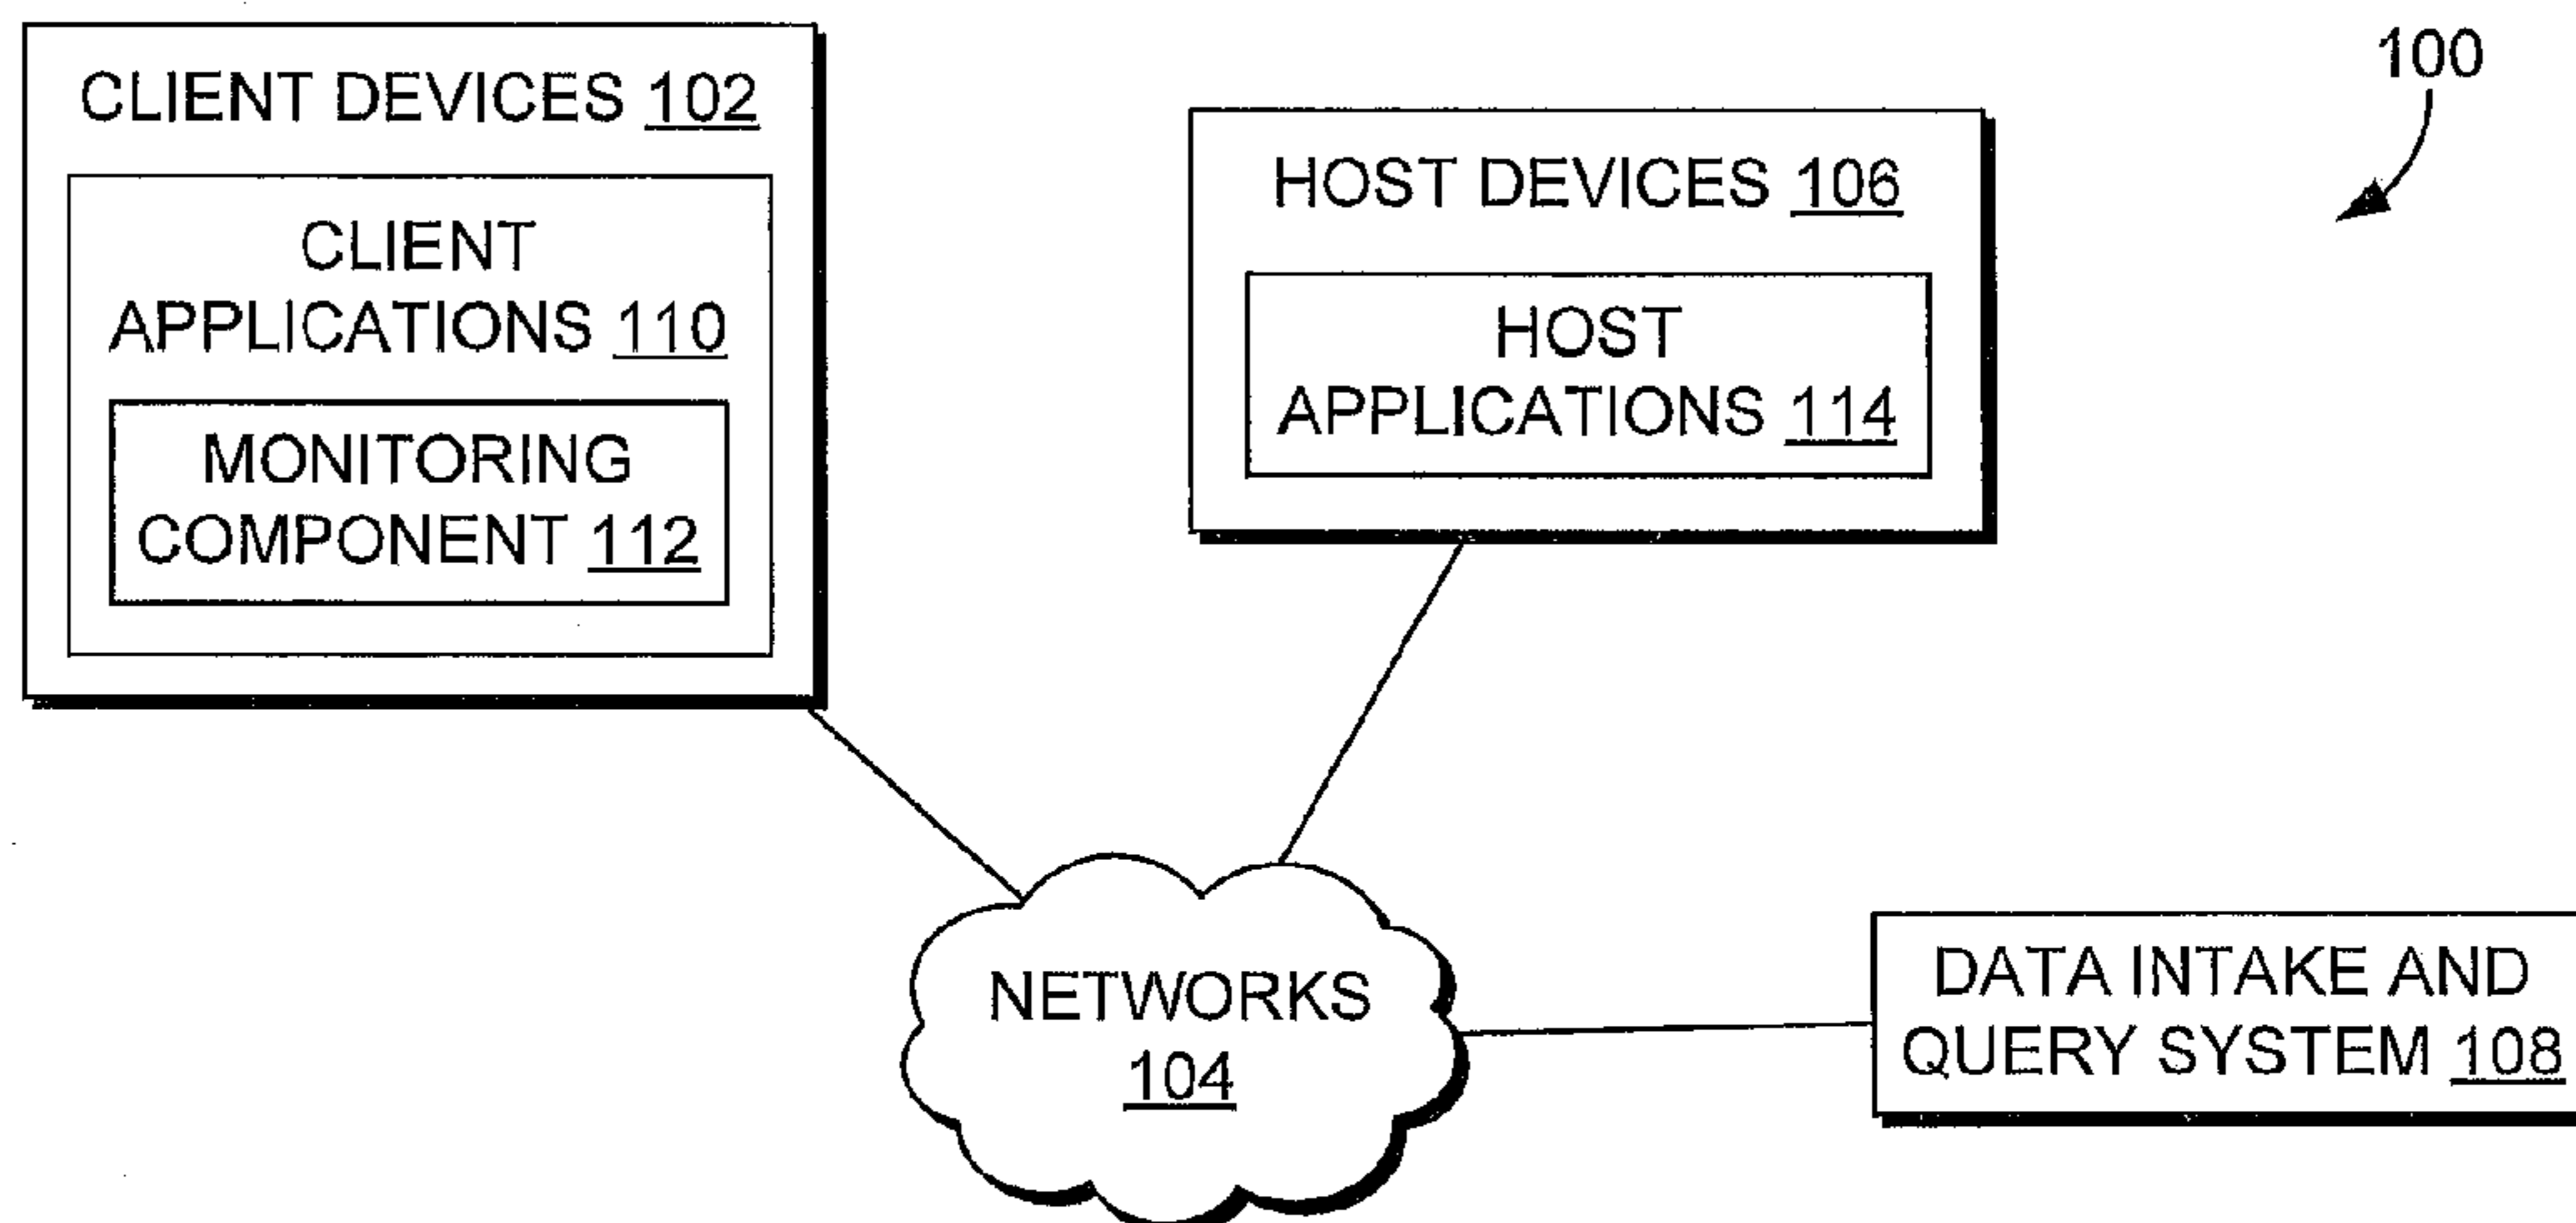 CLIENT DEVICES 102
CLIENT
APPLICATIONS 110
MONITORING
COMPONENT 112
HOST DEVICES 106
HOST
APPLICATIONS 114
100
NETWORKS
104
DATA INTAKE AND
QUERY SYSTEM 108